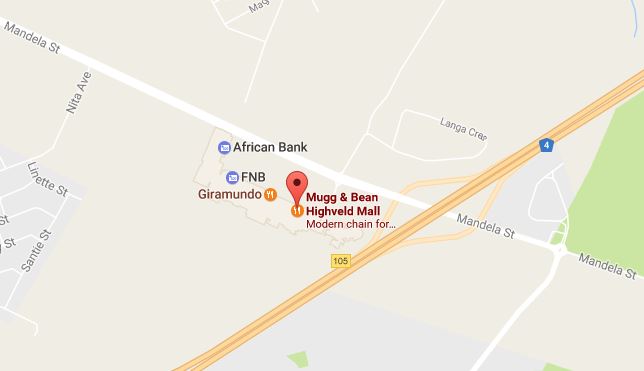 Mag
Mandela St
Nita Ave
Langa Cres
African Bank
4
FNB
Linette St
Giramundo
Mugg & Bean
Highveld Mall
Modern chain for…
Mandela St
Santie St
105
Mandela St